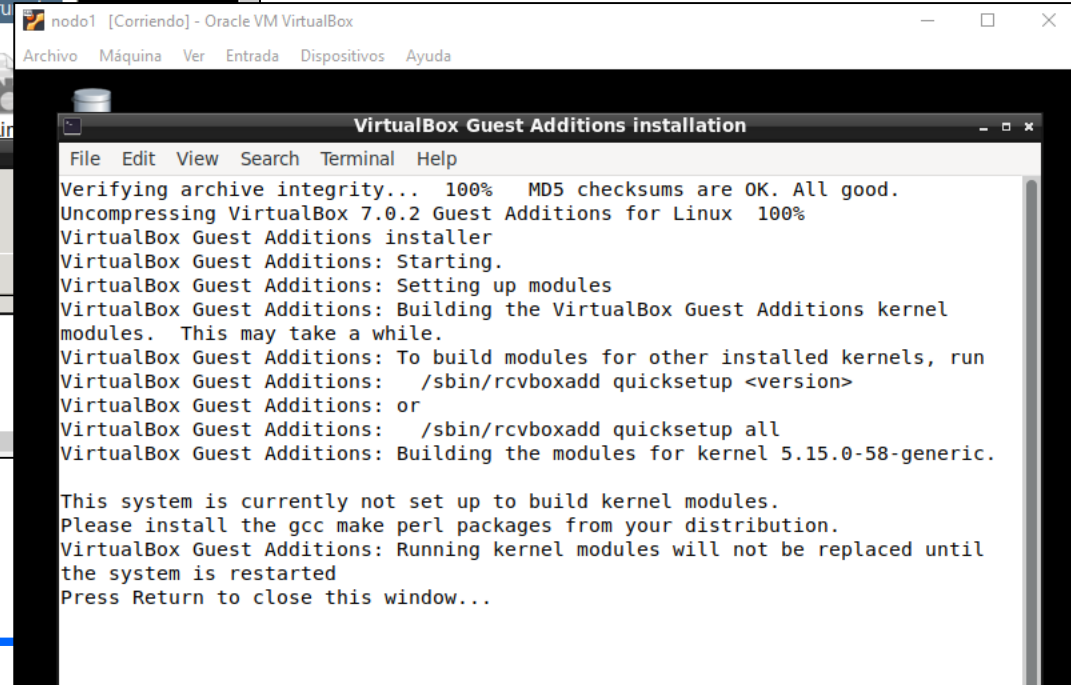 nodo1 [Corriendo] - Oracle VM VirtualBox
Archivo Máquina Ver Entrada Dispositivos Ayuda
VirtualBox Guest Additions installation
File Edit View Search Terminal Help
Verifying archive integrity... 100% MD5 checksums are OK. All good.
Uncompressing VirtualBox 7.0.2 Guest Additions for Linux 100%
VirtualBox Guest Additions installer
VirtualBox Guest Additions: Starting.
VirtualBox Guest Additions: Setting up modules
VirtualBox Guest Additions: Building the VirtualBox Guest Additions kernel
modules. This may take a while.
VirtualBox Guest Additions: To build modules for other installed kernels, run
VirtualBox Guest Additions: /sbin/rcvboxadd quicksetup <version>
VirtualBox Guest Additions: or
VirtualBox Guest Additions: /sbin/rcvboxadd quicksetup all
VirtualBox Guest Additions: Building the modules for kernel 5.15.0-58-generic.
This system is currently not set up to build kernel modules.
Please install the gcc make perl packages from your distribution.
VirtualBox Guest Additions: Running kernel modules will not be replaced until
the system is restarted
Press Return to close this window...